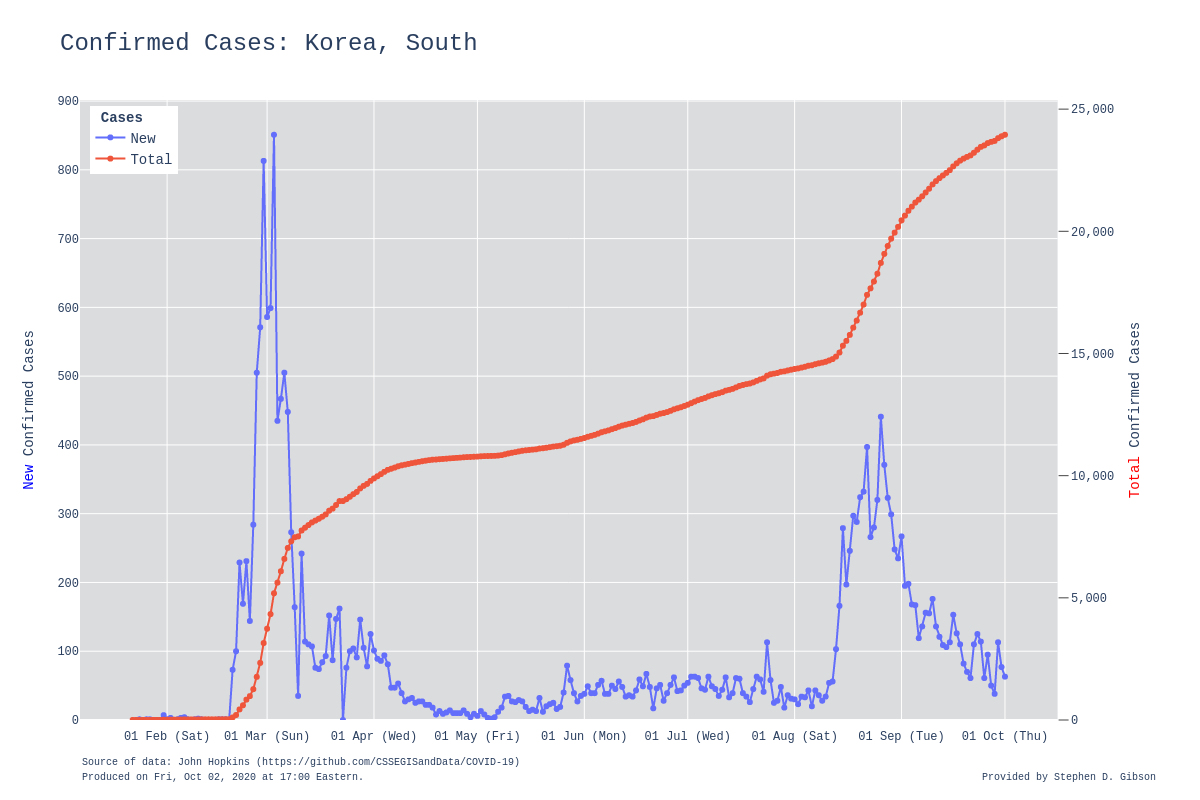 Confirmed Cases: Korea, South
Cases
New
Total
900
800
700
600
500
400
300
200
100
0
New Confirmed Cases
25,000
20,000
15,000
10,000
5,000
0
Total Confirmed Cases
01 Feb (Sat) 01 Mar (Sun) 01 Apr (Wed) 01 May (Fri) 01 Jun (Mon) 01 Jul (Wed) 01 Aug (Sat) 01 Sep (Tue) 01 Oct (Thu)
Source of data: John Hopkins (https://github.com/CSSEGISandData/COVID-19)
Produced on Fri, Oct 02, 2020 at 17:00 Eastern.
Provided by Stephen D. Gibson